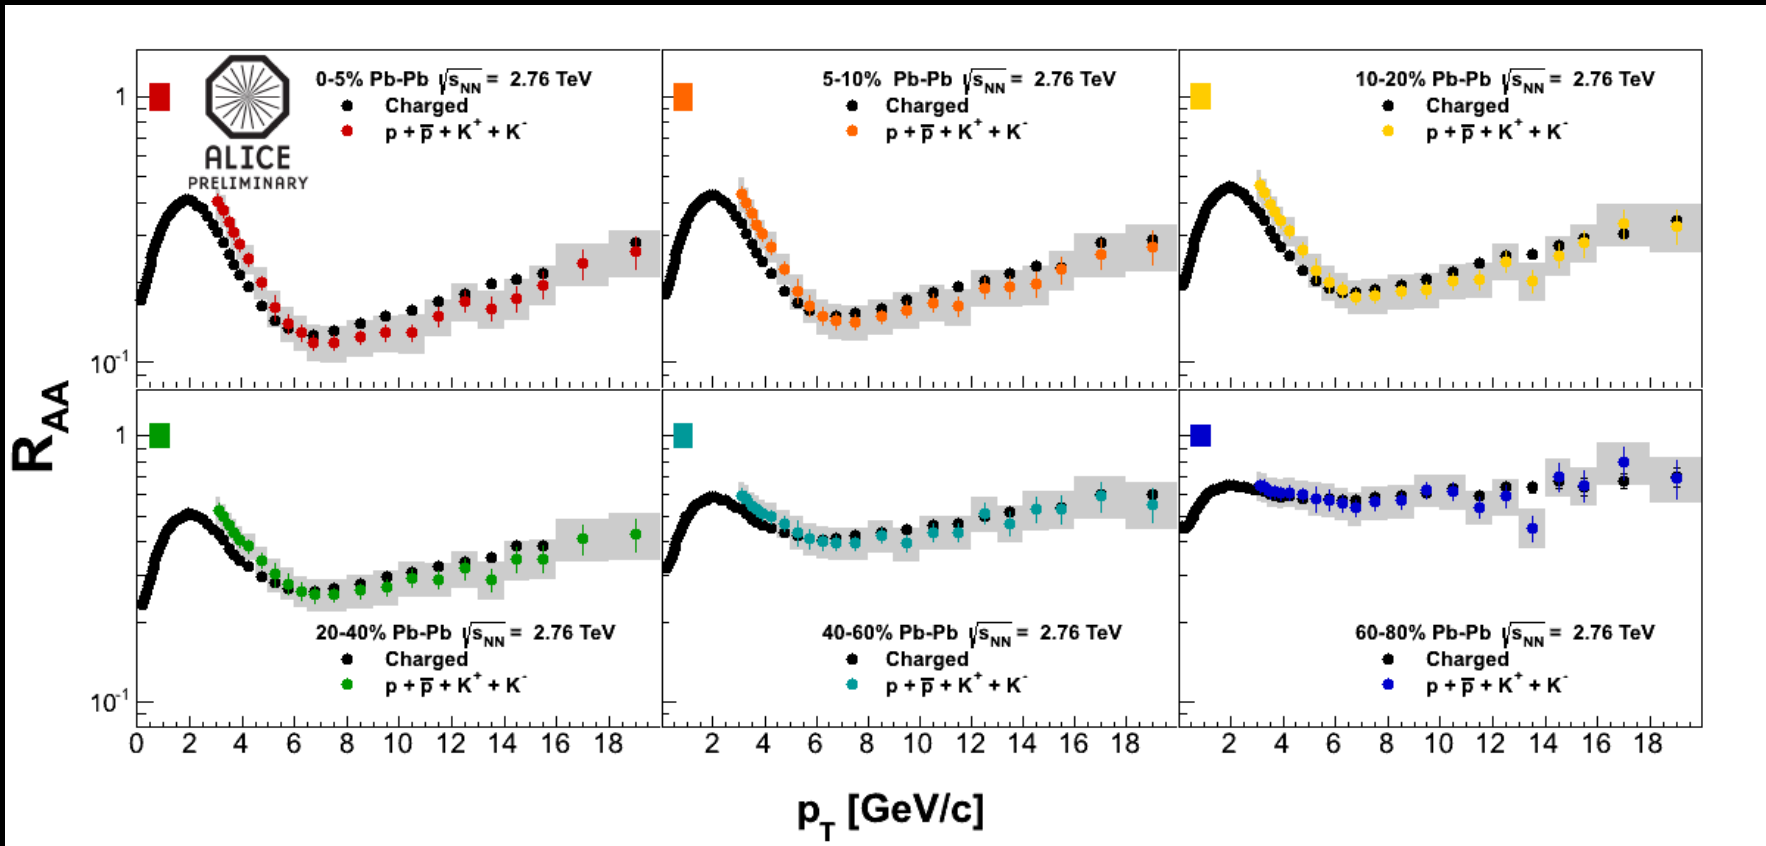 0-5% Pb-Pb √sNN = 2.76 TeV
Charged
p + p̅ + K⁺ + K⁻
ALICE
PRELIMINARY
5-10% Pb-Pb √sNN = 2.76 TeV
Charged
p + p̅ + K⁺ + K⁻
10-20% Pb-Pb √sNN = 2.76 TeV
Charged
p + p̅ + K⁺ + K⁻
1
10⁻¹
RAA
1
10⁻¹
20-40% Pb-Pb √sNN = 2.76 TeV
Charged
p + p̅ + K⁺ + K⁻
40-60% Pb-Pb √sNN = 2.76 TeV
Charged
p + p̅ + K⁺ + K⁻
60-80% Pb-Pb √sNN = 2.76 TeV
Charged
p + p̅ + K⁺ + K⁻
0 2 4 6 8 10 12 14 16 18
2 4 6 8 10 12 14 16 18
2 4 6 8 10 12 14 16 18
pT [GeV/c]